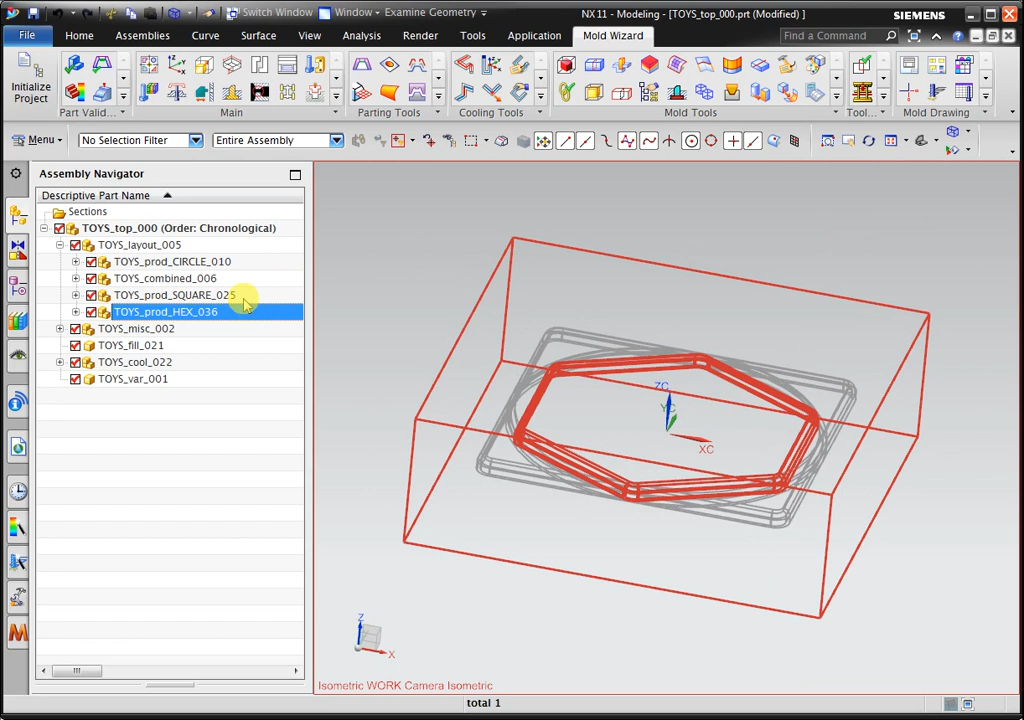 Switch Window Window Examine Geometry NX 11 - Modeling - [TOYS_top_000.prt (Modified) ] SIEMENS
File Home Assemblies Curve Surface View Analysis Render Tools Application Mold Wizard Find a Command
Initialize
Project
Part Valid... Main Parting Tools Cooling Tools Mold Tools Tool... Mold Drawing
Menu No Selection Filter Entire Assembly
Assembly Navigator
Descriptive Part Name
Sections
TOYS_top_000 (Order: Chronological)
TOYS_layout_005
TOYS_prod_CIRCLE_010
TOYS_combined_006
TOYS_prod_SQUARE_025
TOYS_prod_HEX_036
TOYS_misc_002
TOYS_fill_021
TOYS_cool_022
TOYS_var_001
ZC
YC
XC
Z
X
Isometric WORK Camera Isometric
total 1